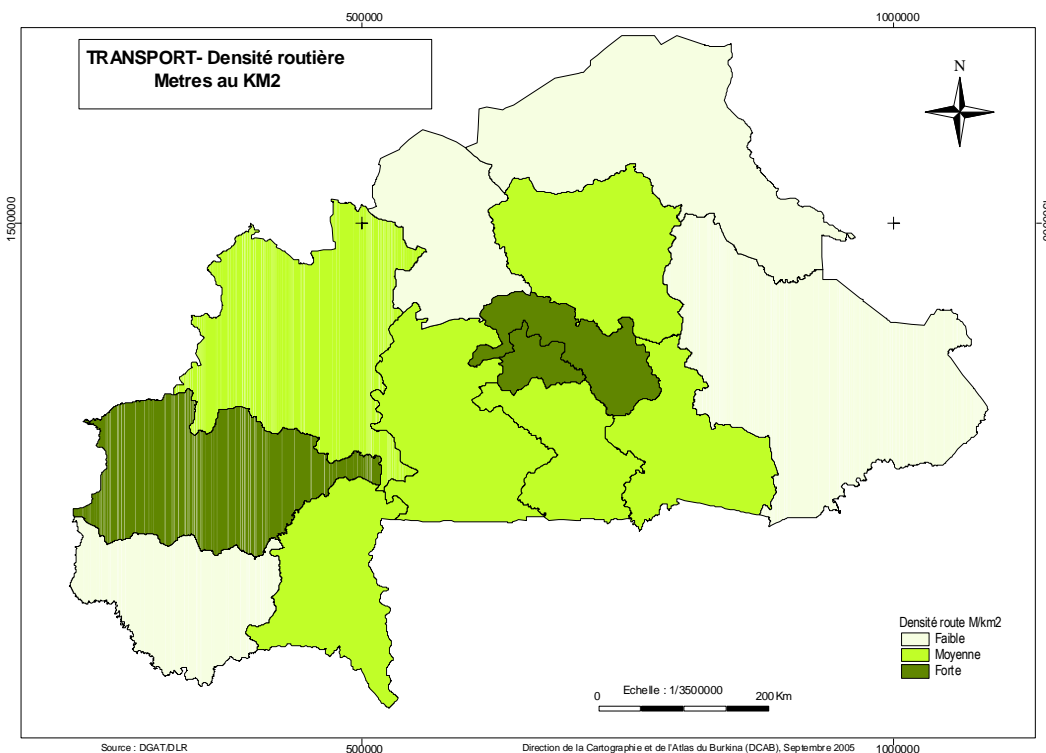 500000
1000000
TRANSPORT- Densité routière
Metres au KM2
N
1500000
1500000
Densité route M/km2
Faible
Moyenne
Forte
0 Echelle : 1/3500000 200 Km
Source : DGAT/DLR
500000
Direction de la Cartographie et de l'Atlas du Burkina (DCAB), Septembre 2005
1000000